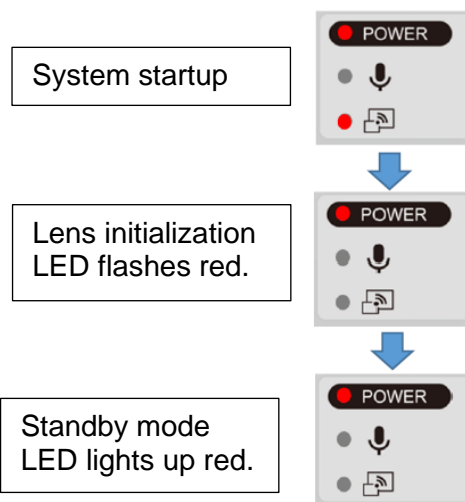 POWER
System startup
POWER
Lens initialization
LED flashes red.
POWER
Standby mode
LED lights up red.